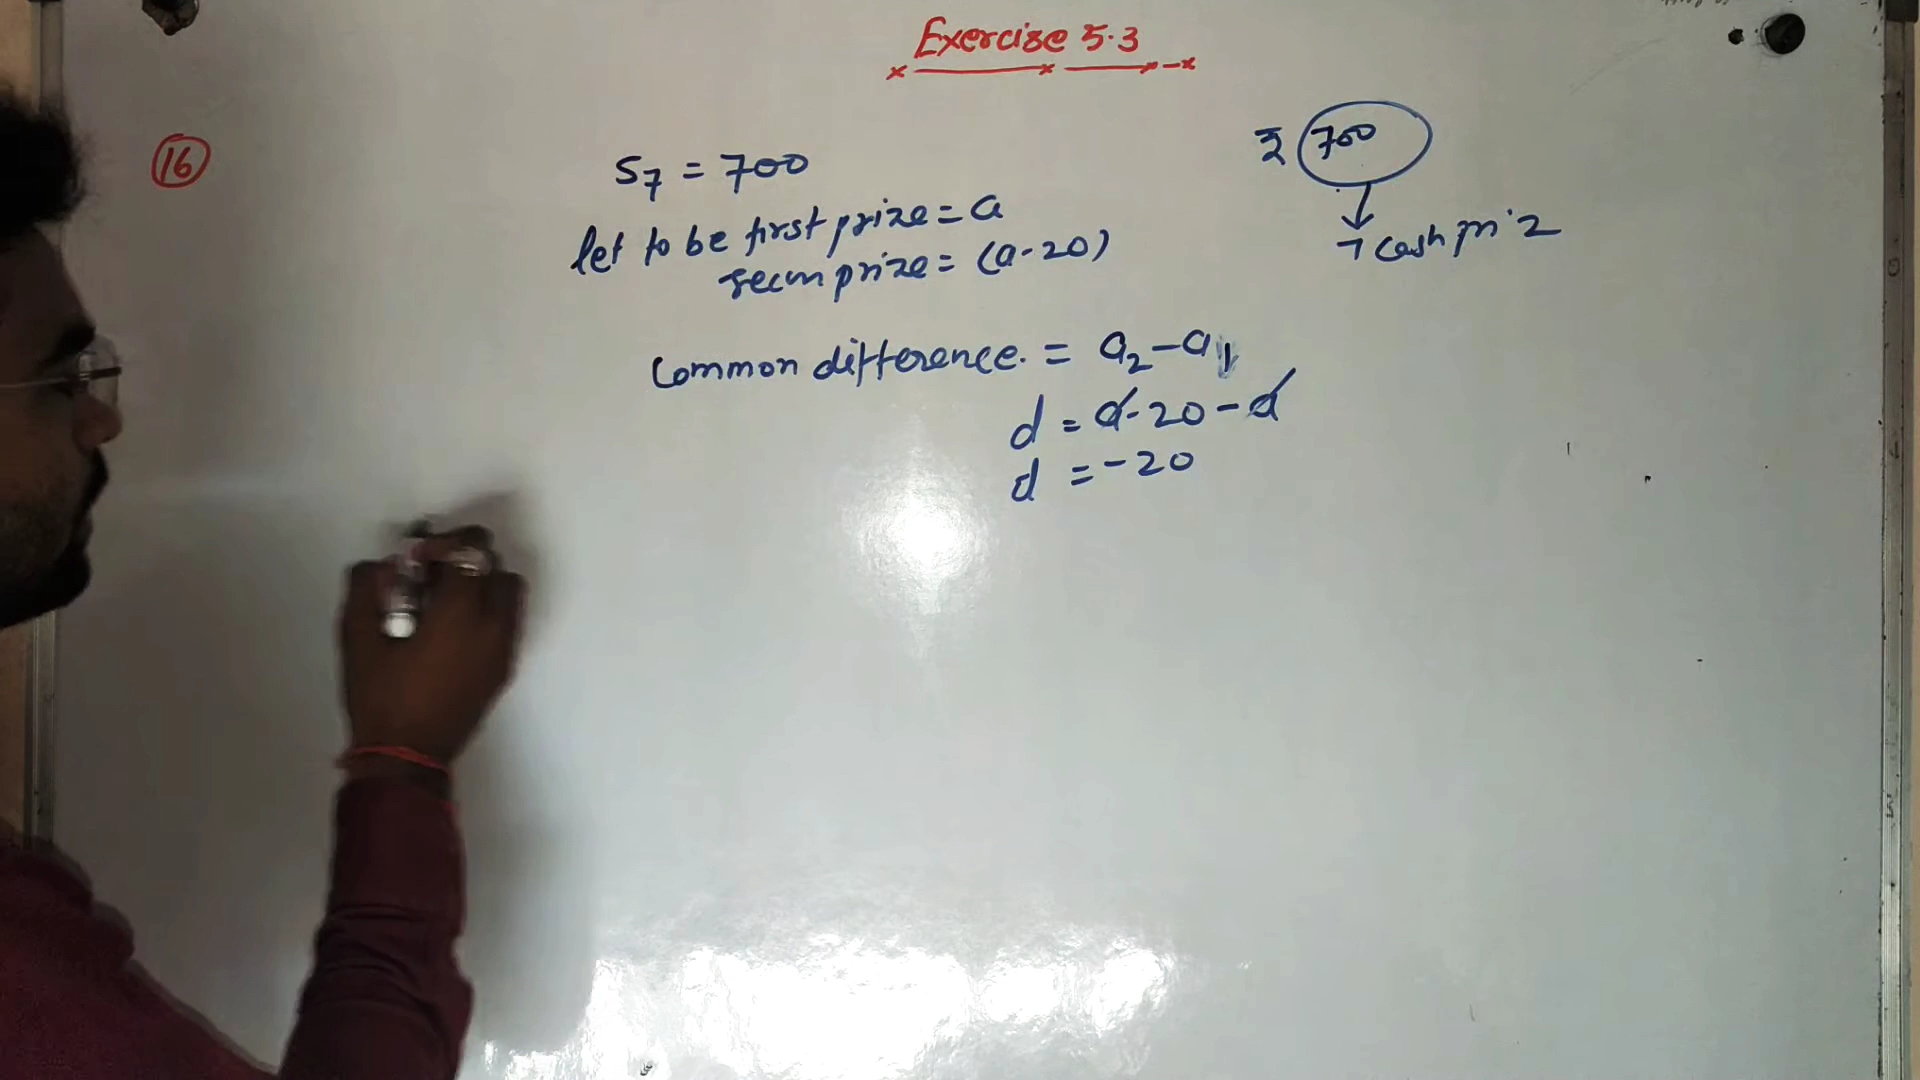 Exercise 5.3
16
S7 = 700
let to be first prize = a
secun prize = (a-20)
₹ 700
7 cash priz
common difference. = a2 - a1
d = a - 20 - a
d = -20